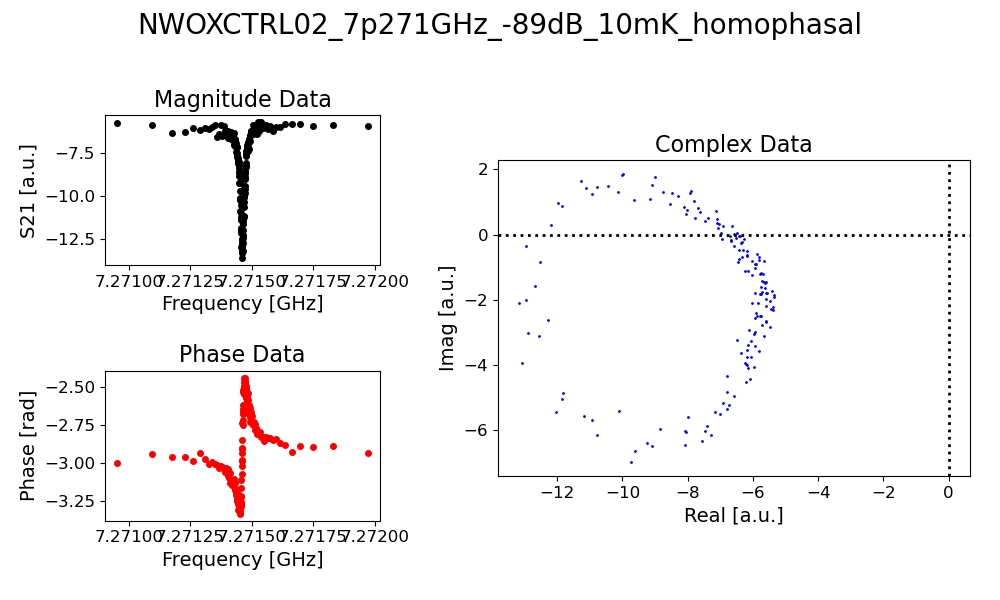 NWOXCTRL02_7p271GHz_-89dB_10mK_homophasal
Magnitude Data
S21 [a.u.]
−7.5
−10.0
−12.5
7.27100 7.27125 7.27150 7.27175 7.27200
Frequency [GHz]
Phase Data
Phase [rad]
−2.50
−2.75
−3.00
−3.25
7.27100 7.27125 7.27150 7.27175 7.27200
Frequency [GHz]
Complex Data
Imag [a.u.]
2
0
−2
−4
−6
−12 −10 −8 −6 −4 −2 0
Real [a.u.]